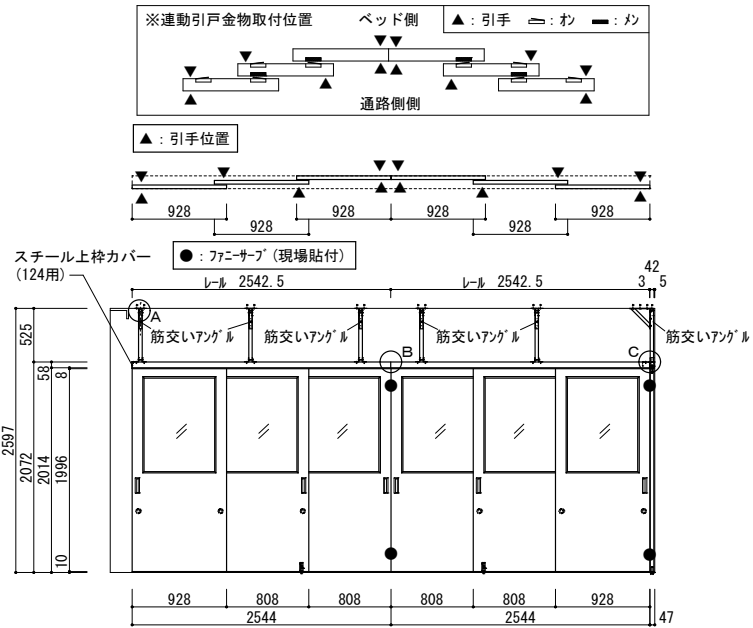 ※連動引戸金物取付位置
ベッド側
▲：引手 ：ｵﾝ ：ﾒﾝ
通路側側
▲：引手位置
928 928 928 928
928 928
スチール上枠カバー
(124用)
●：ﾌｧﾆｰｻｰﾌﾞ(現場貼付)
ﾚｰﾙ 2542.5 ﾚｰﾙ 2542.5
42
3 5
A
筋交いｱﾝｸﾞﾙ 筋交いｱﾝｸﾞﾙ 筋交いｱﾝｸﾞﾙ 筋交いｱﾝｸﾞﾙ
B
C
525
58
8
2597
2072
2014
1996
10
928 808 808 808 808 928
2544 2544 47